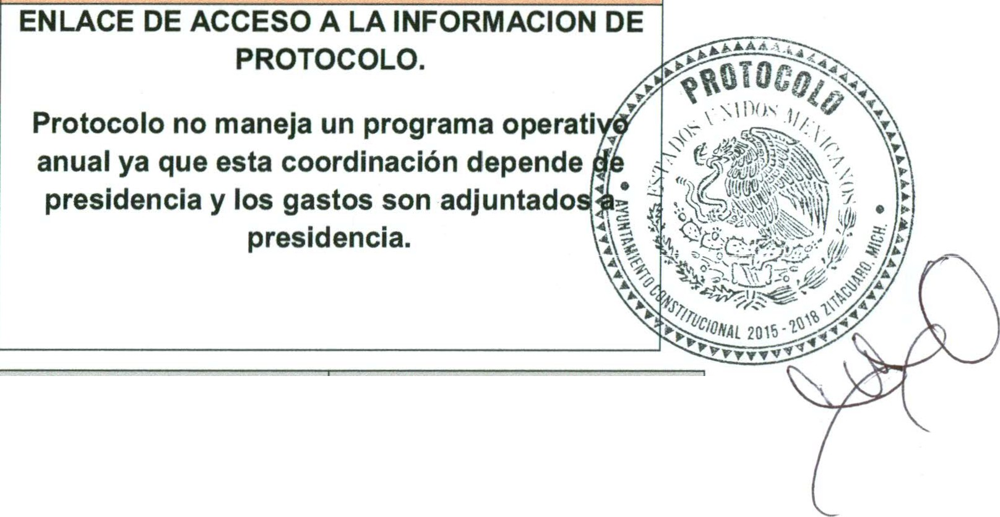 ENLACE DE ACCESO A LA INFORMACION DE
PROTOCOLO.
Protocolo no maneja un programa operativo
anual ya que esta coordinación depende de
presidencia y los gastos son adjuntados a
presidencia.
PROTOCOLO
ESTADOS UNIDOS MEXICANOS
AYUNTAMIENTO CONSTITUCIONAL 2015-2018 ZITÁCUARO, MICH.